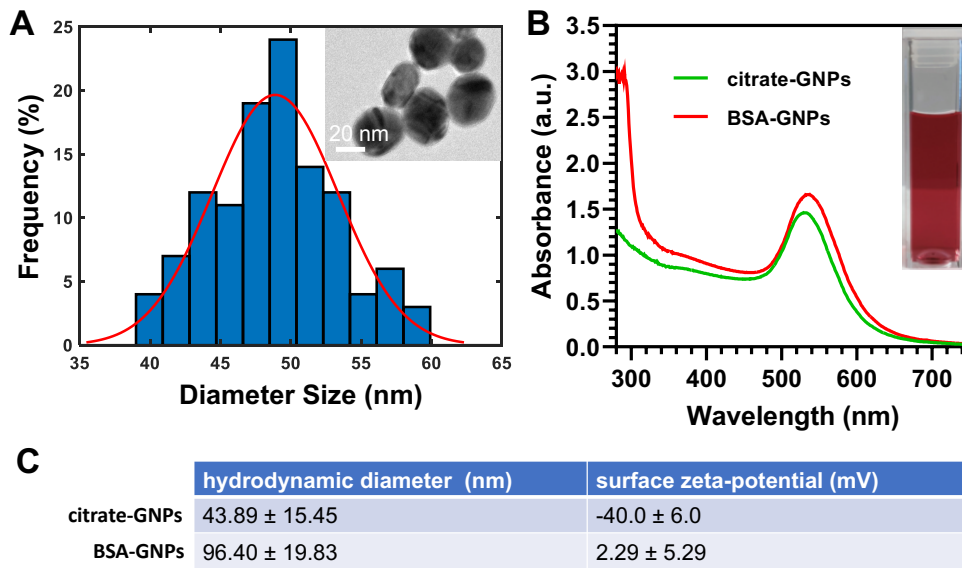 A
Frequency (%)
25
20
15
10
5
0
35 40 45 50 55 60 65
Diameter Size (nm)
20 nm
B
Absorbance (a.u.)
3.5
3.0
2.5
2.0
1.5
1.0
0.5
0.0
300 400 500 600 700
Wavelength (nm)
citrate-GNPs
BSA-GNPs
C
hydrodynamic diameter (nm) surface zeta-potential (mV)
citrate-GNPs 43.89 ± 15.45 -40.0 ± 6.0
BSA-GNPs 96.40 ± 19.83 2.29 ± 5.29